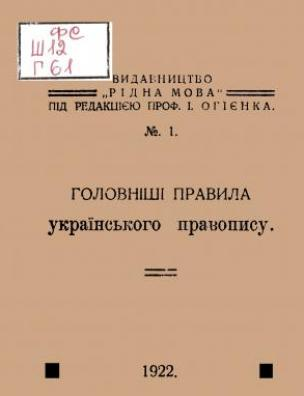 фс
Ш12
Г61
ВИДАВНИЦТВО
„РІДНА МОВА“
ПІД РЕДАКЦІЄЮ ПРОФ. І. ОГІЄНКА.
№. 1.
ГОЛОВНІШІ ПРАВИЛА
українського правопису.
1922.